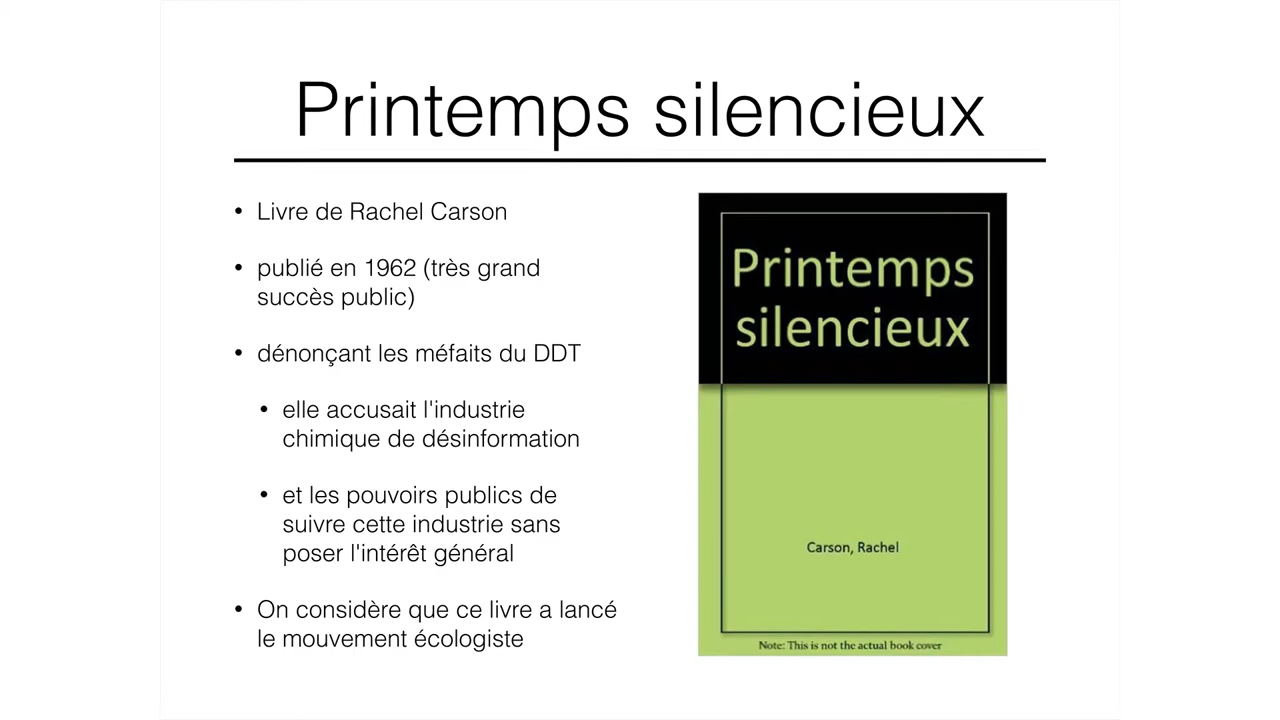 Printemps silencieux
• Livre de Rachel Carson
• publié en 1962 (très grand
succès public)
• dénonçant les méfaits du DDT
• elle accusait l'industrie
chimique de désinformation
• et les pouvoirs publics de
suivre cette industrie sans
poser l'intérêt général
• On considère que ce livre a lancé
le mouvement écologiste
Printemps
silencieux
Carson, Rachel
Note: This is not the actual book cover